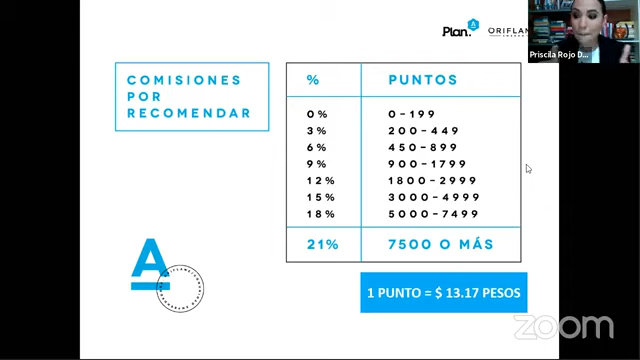 Plan.
A
ORIFLAME
SWEDEN
Priscila Rojo D...
COMISIONES
POR
RECOMENDAR
% PUNTOS
0% 0-199
3% 200-449
6% 450-899
9% 900-1799
12% 1800-2999
15% 3000-4999
18% 5000-7499
21% 7500 O MÁS
1 PUNTO = $ 13.17 PESOS
A
zoom